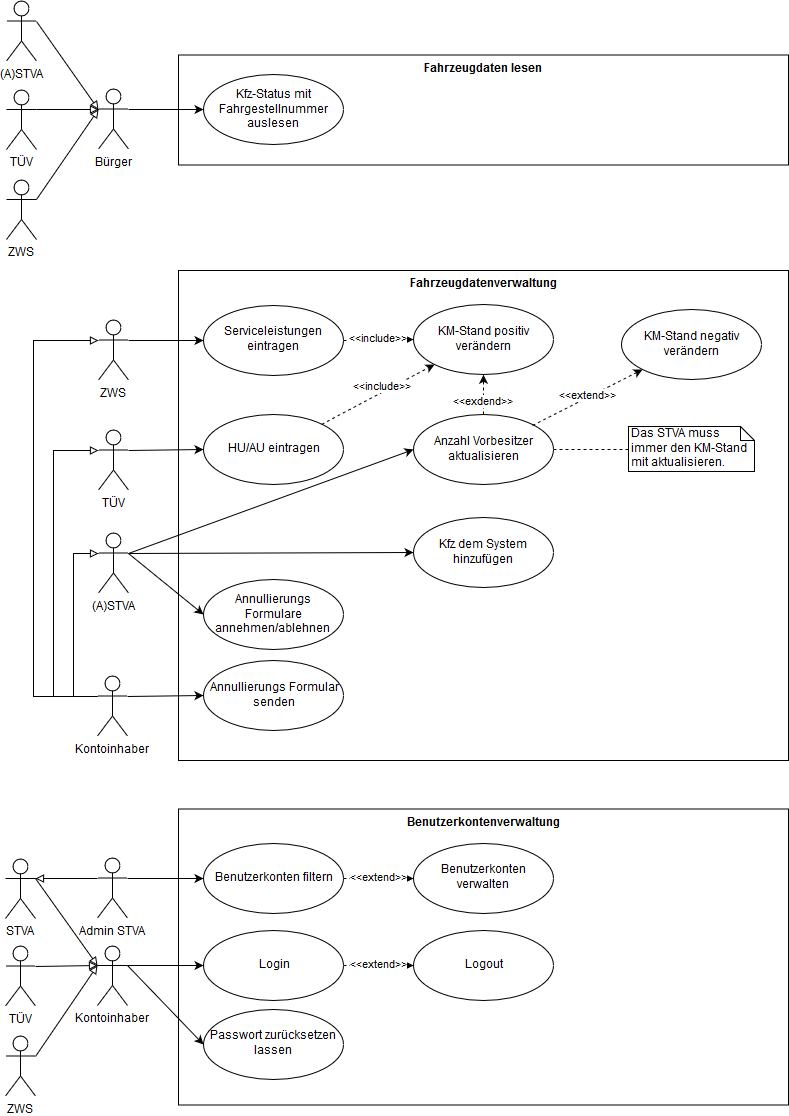 Fahrzeugdaten lesen
(A)STVA
Kfz-Status mit
Fahrgestellnummer
auslesen
TÜV
Bürger
ZWS
Fahrzeugdatenverwaltung
Serviceleistungen
eintragen
<<include>>
KM-Stand positiv
verändern
KM-Stand negativ
verändern
ZWS
<<include>>
<<exdend>>
<<extend>>
HU/AU eintragen
Anzahl Vorbesitzer
aktualisieren
Das STVA muss
immer den KM-Stand
mit aktualisieren.
TÜV
Kfz dem System
hinzufügen
(A)STVA
Annullierungs
Formulare
annehmen/ablehnen
Annullierungs Formular
senden
Kontoinhaber
Benutzerkontenverwaltung
Benutzerkonten filtern
<<extend>>
Benutzerkonten
verwalten
STVA
Admin STVA
Login
<<extend>>
Logout
TÜV
Kontoinhaber
Passwort zurücksetzen
lassen
ZWS